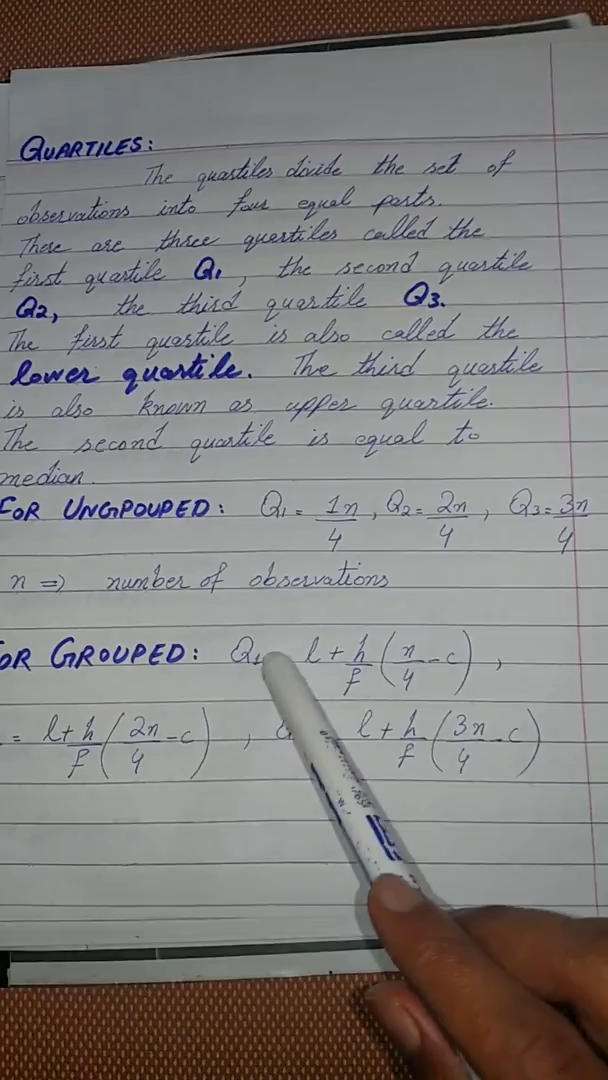 QUARTILES:
The quartiles divide the set of
observations into four equal parts.
There are three quartiles called the
first quartile Q1, the second quartile
Q2, the third quartile Q3.
The first quartile is also called the
lower quartile. The third quartile
is also known as upper quartile.
The second quartile is equal to
median.
FOR UNGPOUPED: Q1 = 1n/4, Q2 = 2n/4, Q3 = 3n/4
n => number of observations
FOR GROUPED: Q1 l + h/f (n/4 - c),
= l + h/f (2n/4 - c), l + h/f (3n/4 - c)